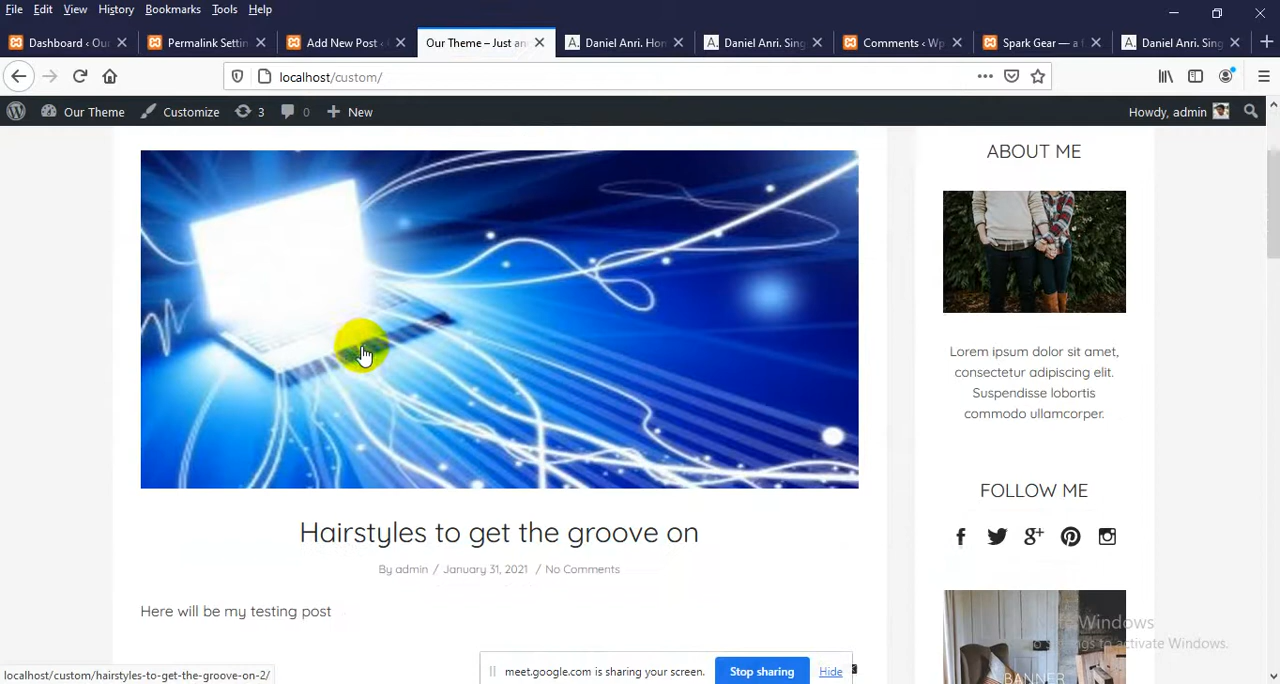 File Edit View History Bookmarks Tools Help
Dashboard ‹ Ou
Permalink Settin
Add New Post ‹
Our Theme – Just an
Daniel Anri. Hon
Daniel Anri. Sing
Comments ‹ Wp
Spark Gear — a f
Daniel Anri. Sing
localhost/custom/
Our Theme Customize 3 0 New Howdy, admin
ABOUT ME
Lorem ipsum dolor sit amet,
consectetur adipiscing elit.
Suspendisse lobortis
commodo ullamcorper.
FOLLOW ME
Hairstyles to get the groove on
By admin / January 31, 2021 / No Comments
Here will be my testing post
Windows
to activate Windows.
BANNER
meet.google.com is sharing your screen. Stop sharing Hide
localhost/custom/hairstyles-to-get-the-groove-on-2/